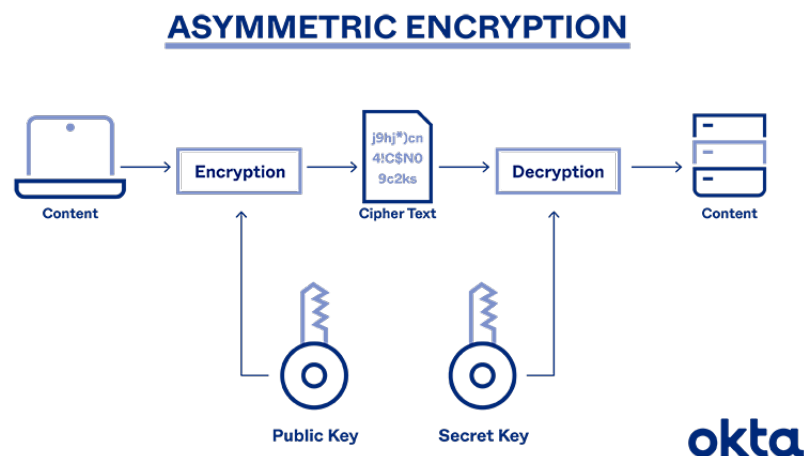 ASYMMETRIC ENCRYPTION
j9hj*)cn
4!C$N0
9c2ks
Encryption
Decryption
Content
Cipher Text
Content
Public Key
Secret Key
okta